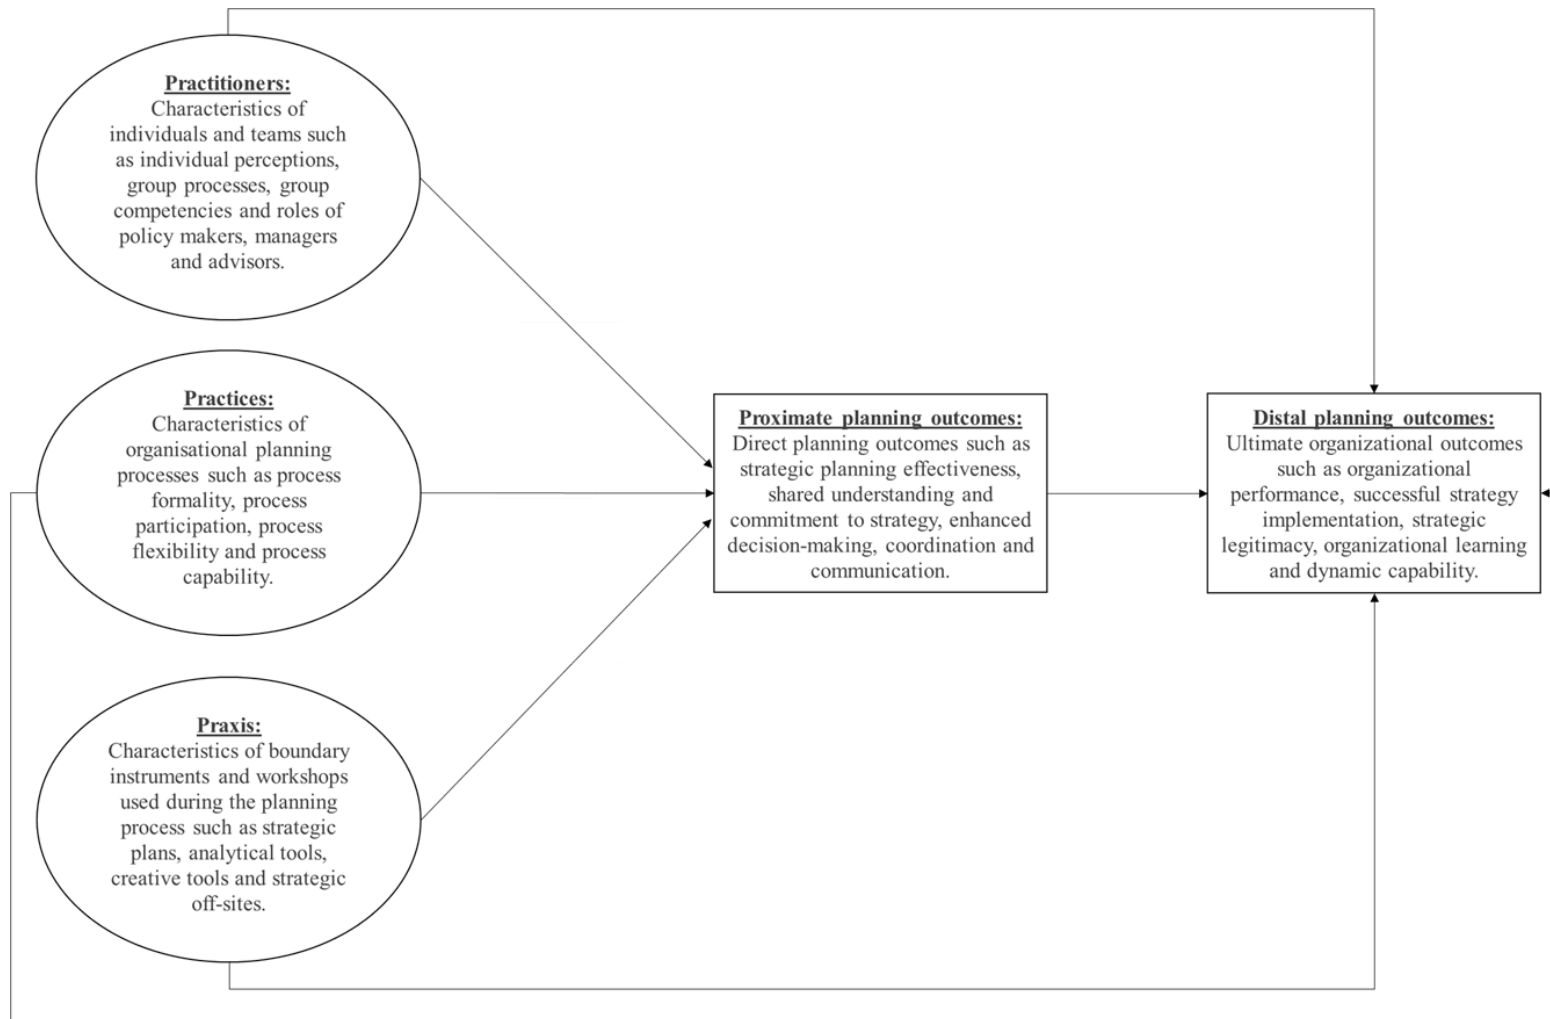 Practitioners:
Characteristics of
individuals and teams such
as individual perceptions,
group processes, group
competencies and roles of
policy makers, managers
and advisors.
Practices:
Characteristics of
organisational planning
processes such as process
formality, process
participation, process
flexibility and process
capability.
Praxis:
Characteristics of boundary
instruments and workshops
used during the planning
process such as strategic
plans, analytical tools,
creative tools and strategic
off-sites.
Proximate planning outcomes:
Direct planning outcomes such as
strategic planning effectiveness,
shared understanding and
commitment to strategy, enhanced
decision-making, coordination and
communication.
Distal planning outcomes:
Ultimate organizational outcomes
such as organizational
performance, successful strategy
implementation, strategic
legitimacy, organizational learning
and dynamic capability.